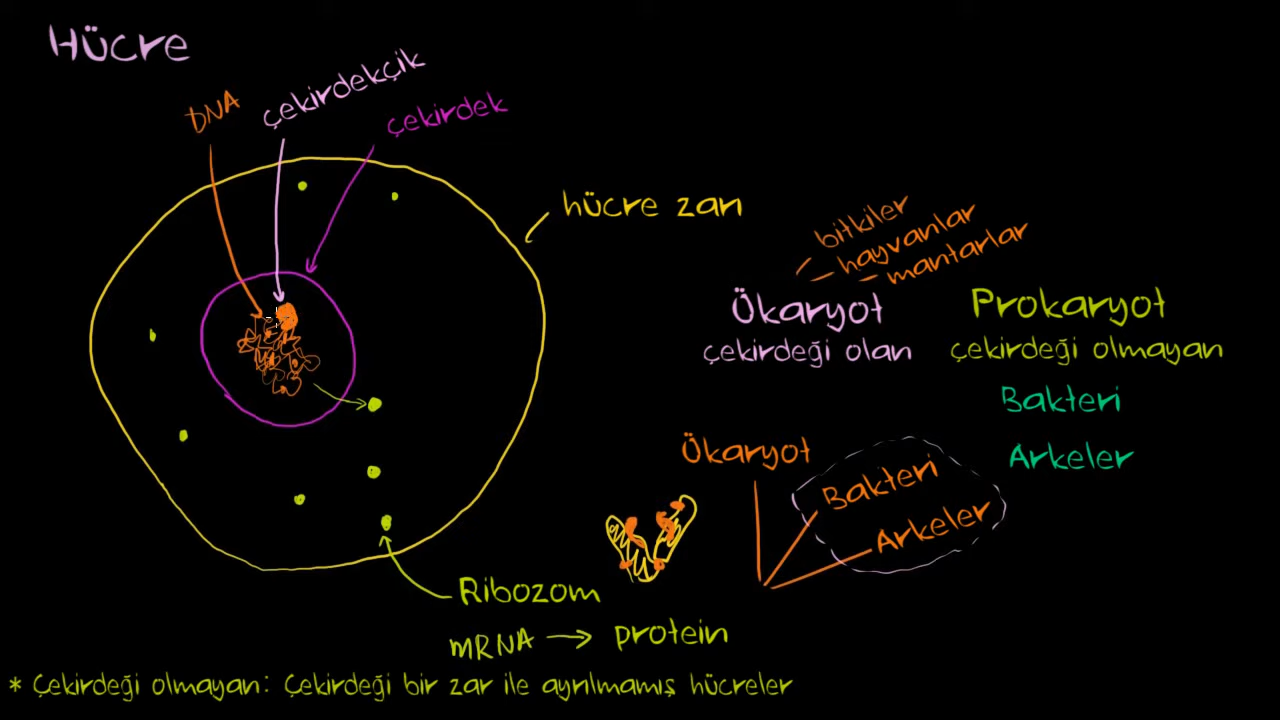 Hücre
DNA
çekirdekçik
çekirdek
hücre zarı
bitkiler
hayvanlar
mantarlar
Ökaryot
çekirdeği olan
Prokaryot
çekirdeği olmayan
Bakteri
Arkeler
Ökaryot
Bakteri
Arkeler
Ribozom
mRNA → protein
* Çekirdeği olmayan: Çekirdeği bir zar ile ayrılmamış hücreler